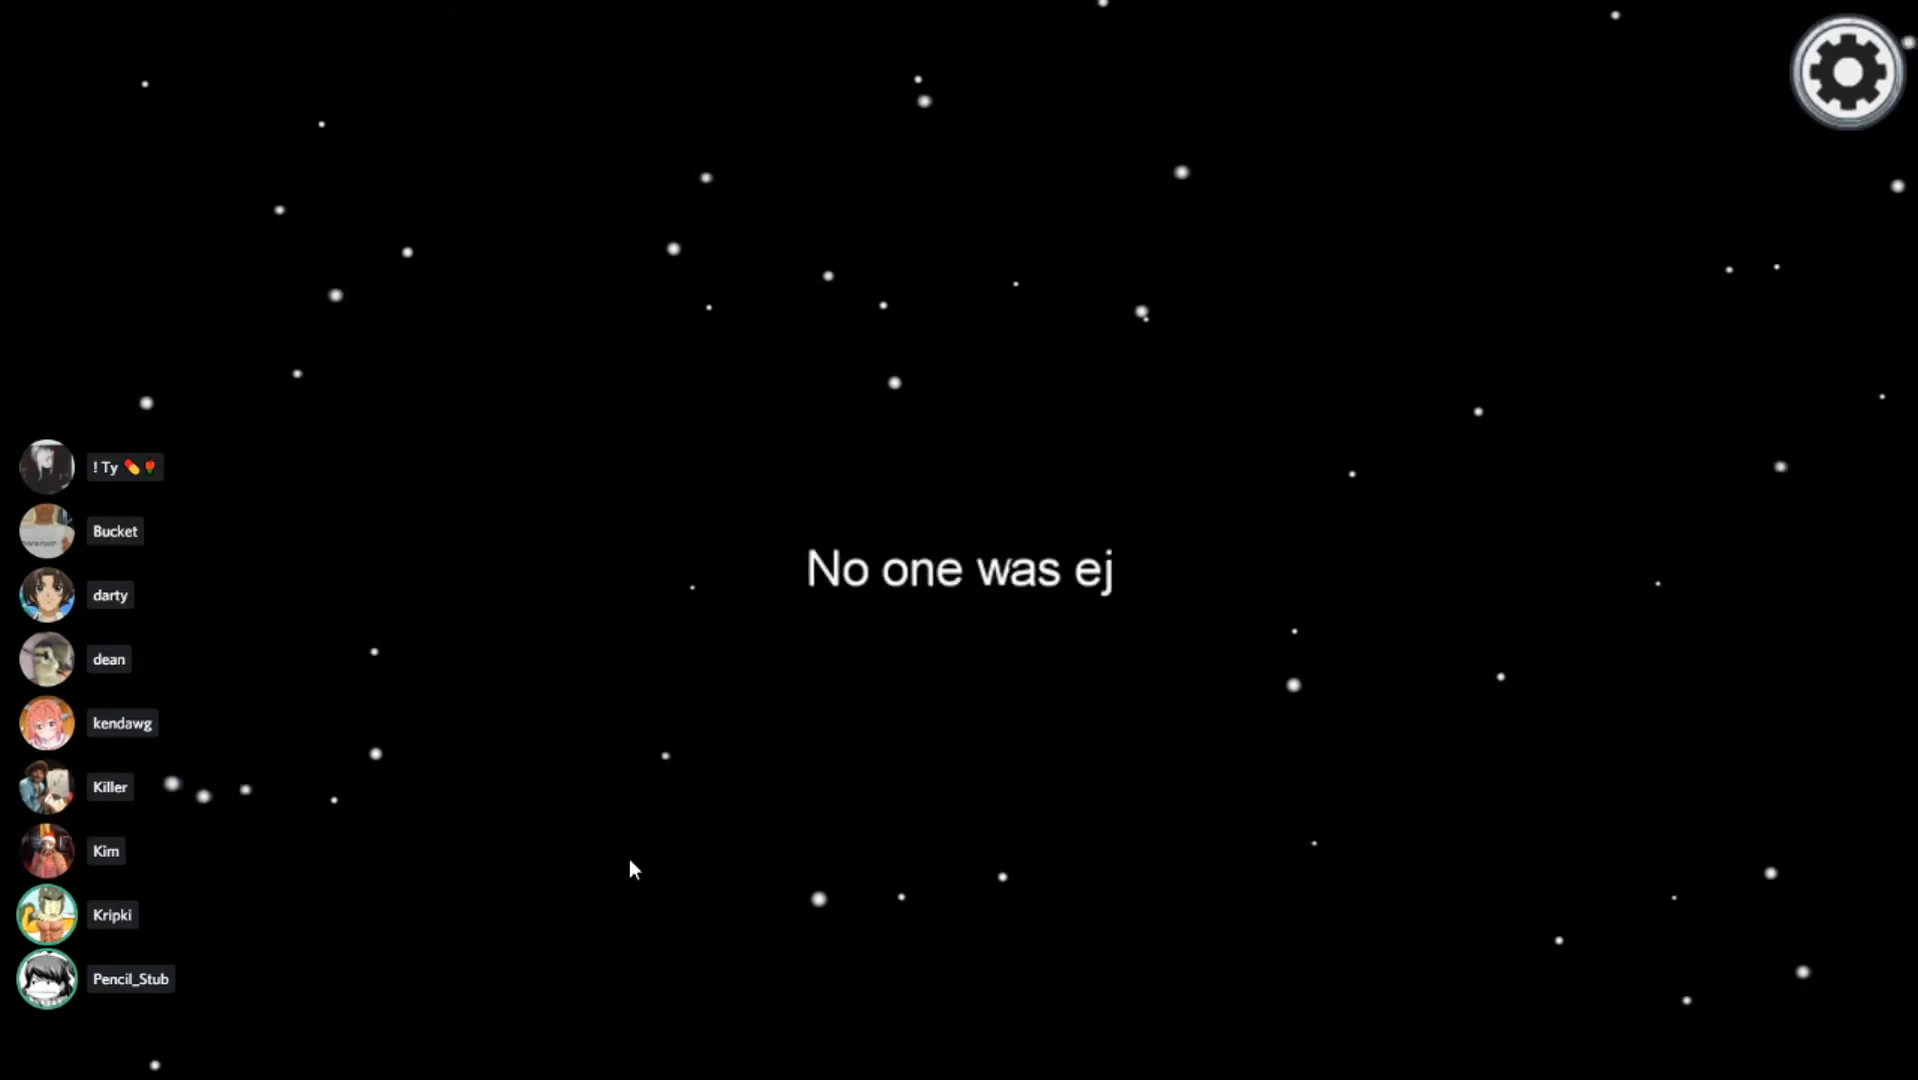 ! Ty 💊🌹
Bucket
darty
dean
No one was ej
kendawg
Killer
Kim
Kripki
Pencil_Stub